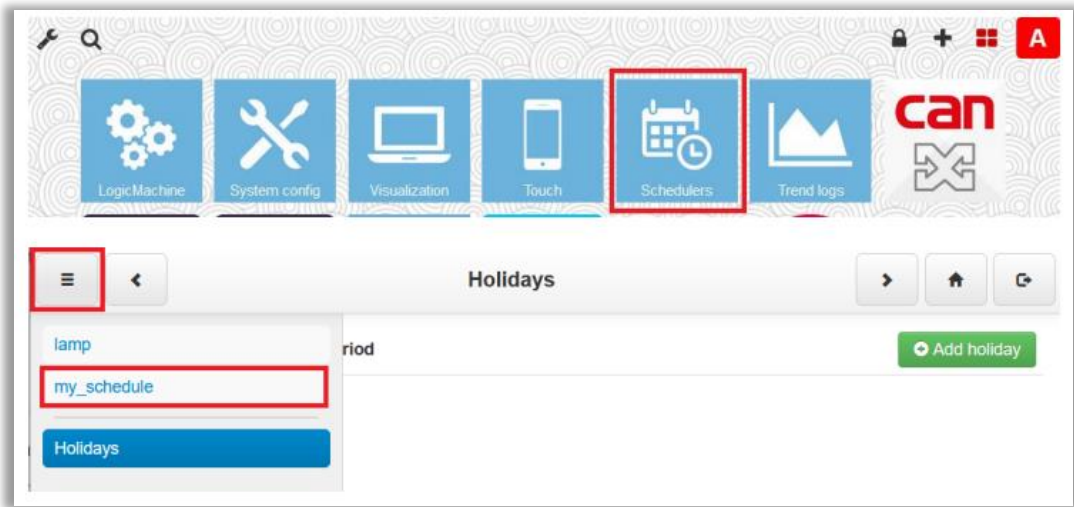 A
LogicMachine System config Visualization Touch Schedulers Trend logs can
Holidays
lamp riod Add holiday
my_schedule
Holidays